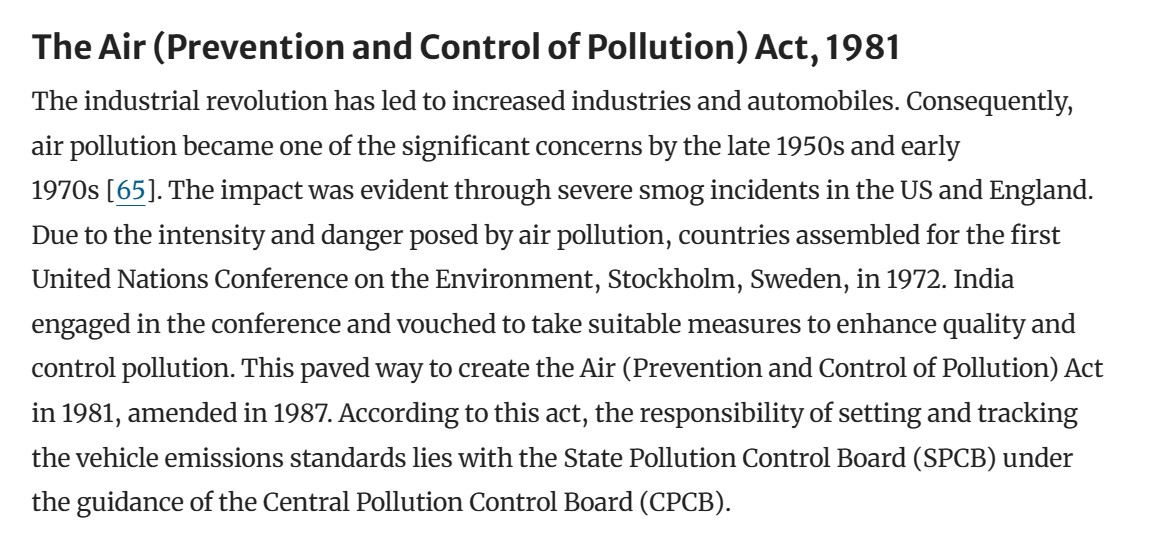 The Air (Prevention and Control of Pollution) Act, 1981
The industrial revolution has led to increased industries and automobiles. Consequently,
air pollution became one of the significant concerns by the late 1950s and early
1970s [65]. The impact was evident through severe smog incidents in the US and England.
Due to the intensity and danger posed by air pollution, countries assembled for the first
United Nations Conference on the Environment, Stockholm, Sweden, in 1972. India
engaged in the conference and vouched to take suitable measures to enhance quality and
control pollution. This paved way to create the Air (Prevention and Control of Pollution) Act
in 1981, amended in 1987. According to this act, the responsibility of setting and tracking
the vehicle emissions standards lies with the State Pollution Control Board (SPCB) under
the guidance of the Central Pollution Control Board (CPCB).